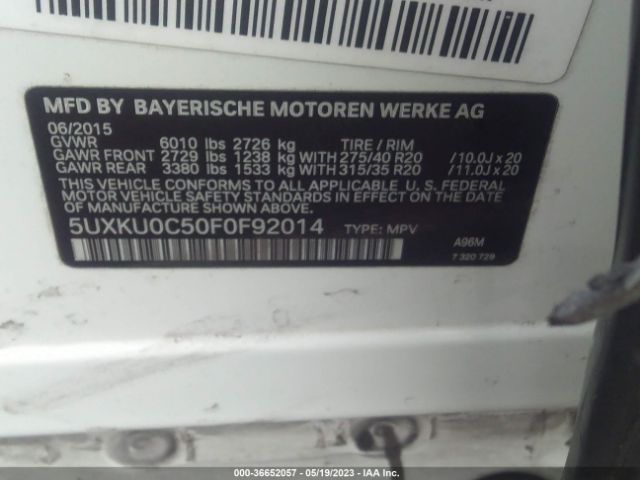 MFD BY BAYERISCHE MOTOREN WERKE AG
06/2015
GVWR 6010 lbs 2726 kg TIRE / RIM
GAWR FRONT 2729 lbs 1238 kg WITH 275/40 R20 /10.0J x 20
GAWR REAR 3380 lbs 1533 kg WITH 315/35 R20 /11.0J x 20
THIS VEHICLE CONFORMS TO ALL APPLICABLE U. S. FEDERAL MOTOR
VEHICLE SAFETY STANDARDS IN EFFECT ON THE DATE OF
MANUFACTURE SHOWN ABOVE.
5UXKU0C50F0F92014 TYPE: MPV
A96M
7 320 729
000-36652057 - 05/19/2023 - IAA Inc.